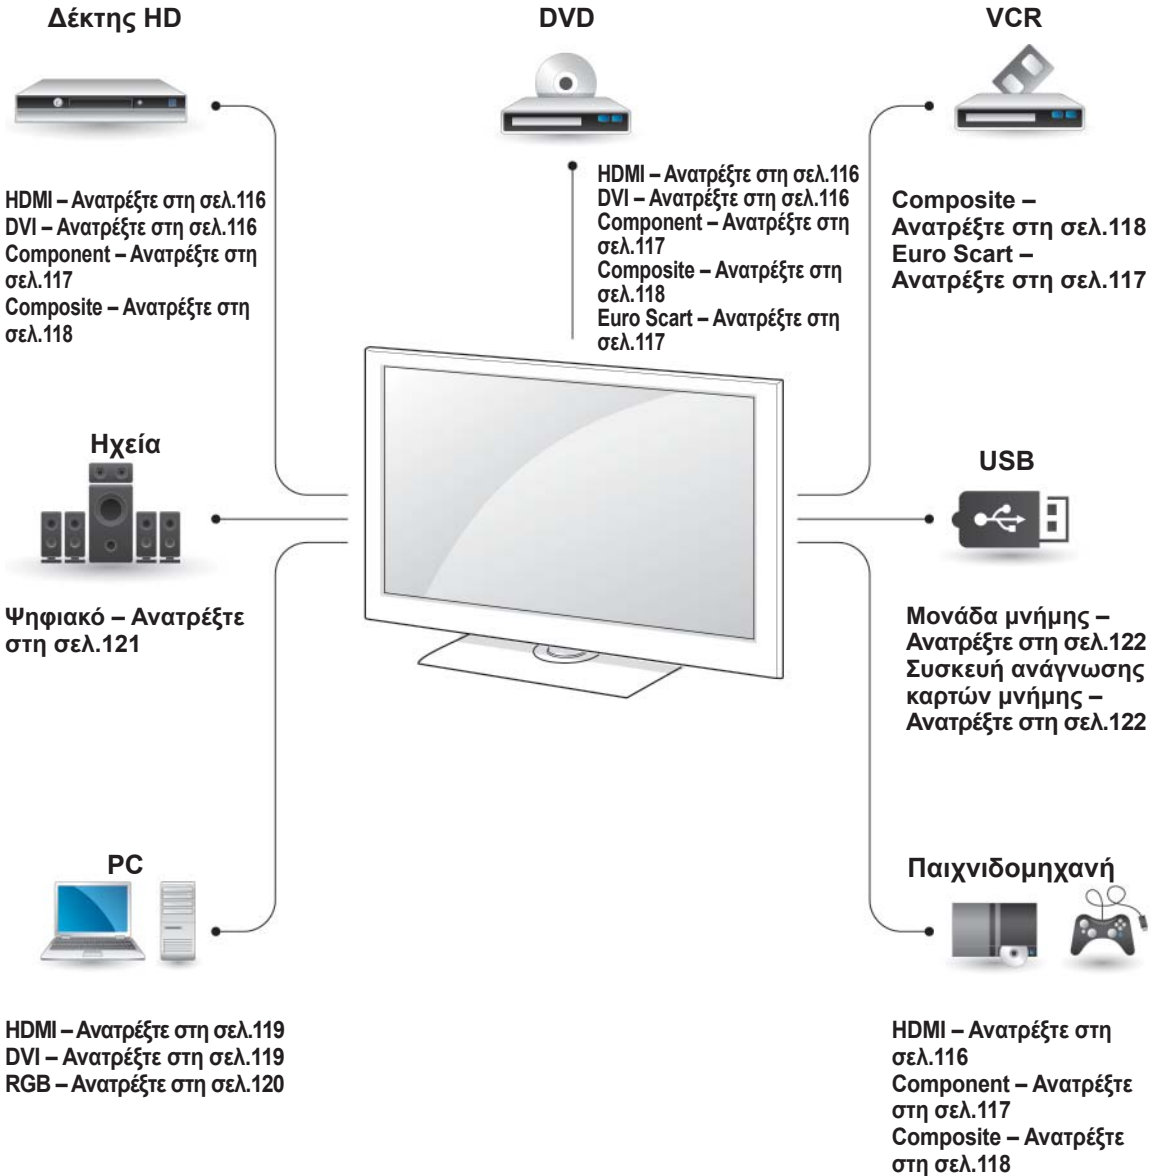 Δέκτης HD
HDMI – Ανατρέξτε στη σελ.116
DVI – Ανατρέξτε στη σελ.116
Component – Ανατρέξτε στη
σελ.117
Composite – Ανατρέξτε στη
σελ.118
DVD
HDMI – Ανατρέξτε στη σελ.116
DVI – Ανατρέξτε στη σελ.116
Component – Ανατρέξτε στη
σελ.117
Composite – Ανατρέξτε στη
σελ.118
Euro Scart – Ανατρέξτε στη
σελ.117
VCR
Composite –
Ανατρέξτε στη σελ.118
Euro Scart –
Ανατρέξτε στη σελ.117
Ηχεία
Ψηφιακό – Ανατρέξτε
στη σελ.121
USB
Μονάδα μνήμης –
Ανατρέξτε στη σελ.122
Συσκευή ανάγνωσης
καρτών μνήμης –
Ανατρέξτε στη σελ.122
PC
HDMI – Ανατρέξτε στη σελ.119
DVI – Ανατρέξτε στη σελ.119
RGB – Ανατρέξτε στη σελ.120
Παιχνιδομηχανή
HDMI – Ανατρέξτε στη
σελ.116
Component – Ανατρέξτε
στη σελ.117
Composite – Ανατρέξτε
στη σελ.118